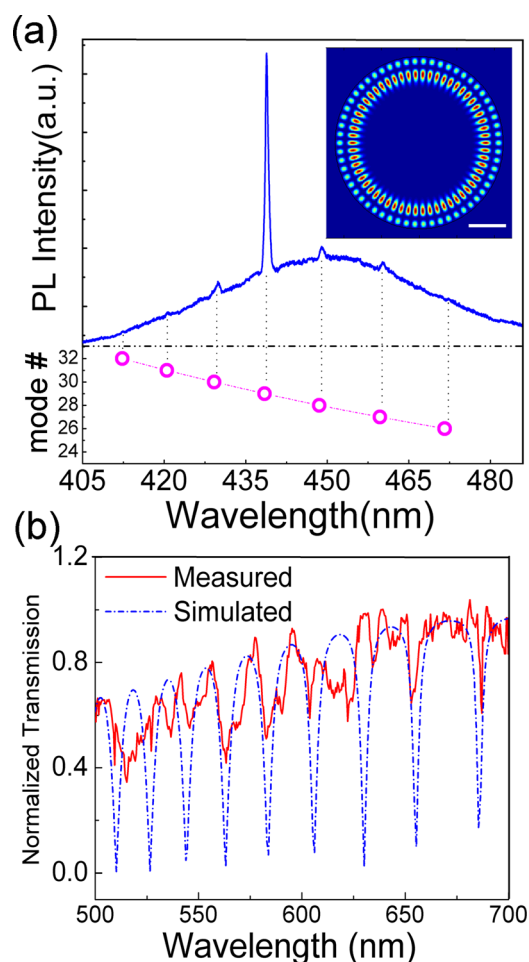 (a)
PL Intensity(a.u.)
mode #
32
30
28
26
24
405 420 435 450 465 480
Wavelength(nm)
(b)
Normalized Transmission
1.2
0.8
0.4
0.0
Measured
Simulated
500 550 600 650 700
Wavelength (nm)